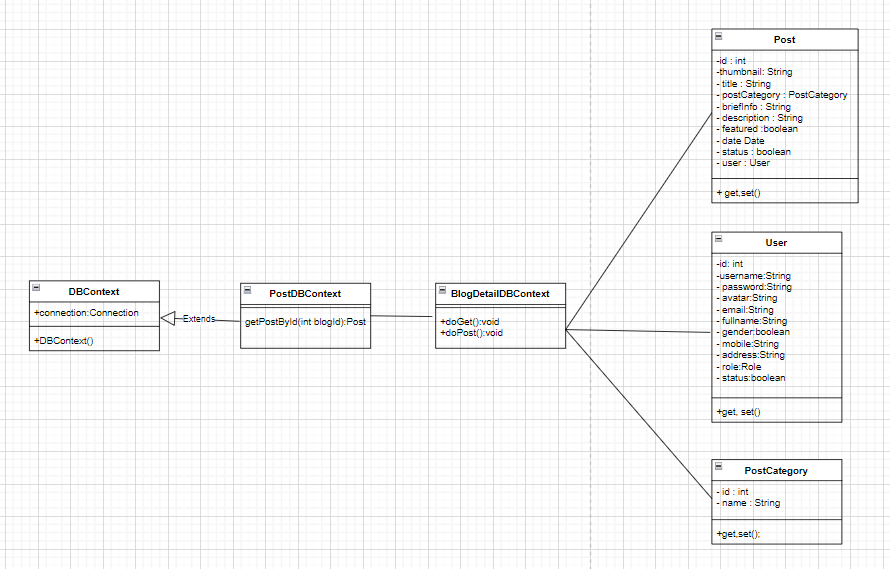 DBContext
+connection:Connection
+DBContext()
Extends
PostDBContext
getPostById(int blogId):Post
BlogDetailDBContext
+doGet():void
+doPost():void
Post
-id : int
-thumbnail: String
- title : String
- postCategory : PostCategory
- briefInfo : String
- description : String
- featured :boolean
- date Date
- status : boolean
- user : User
+ get,set()
User
-id: int
-username:String
- password:String
- avatar:String
- email:String
- fullname:String
- gender:boolean
- mobile:String
- address:String
- role:Role
- status:boolean
+get, set()
PostCategory
- id : int
- name : String
+get,set():